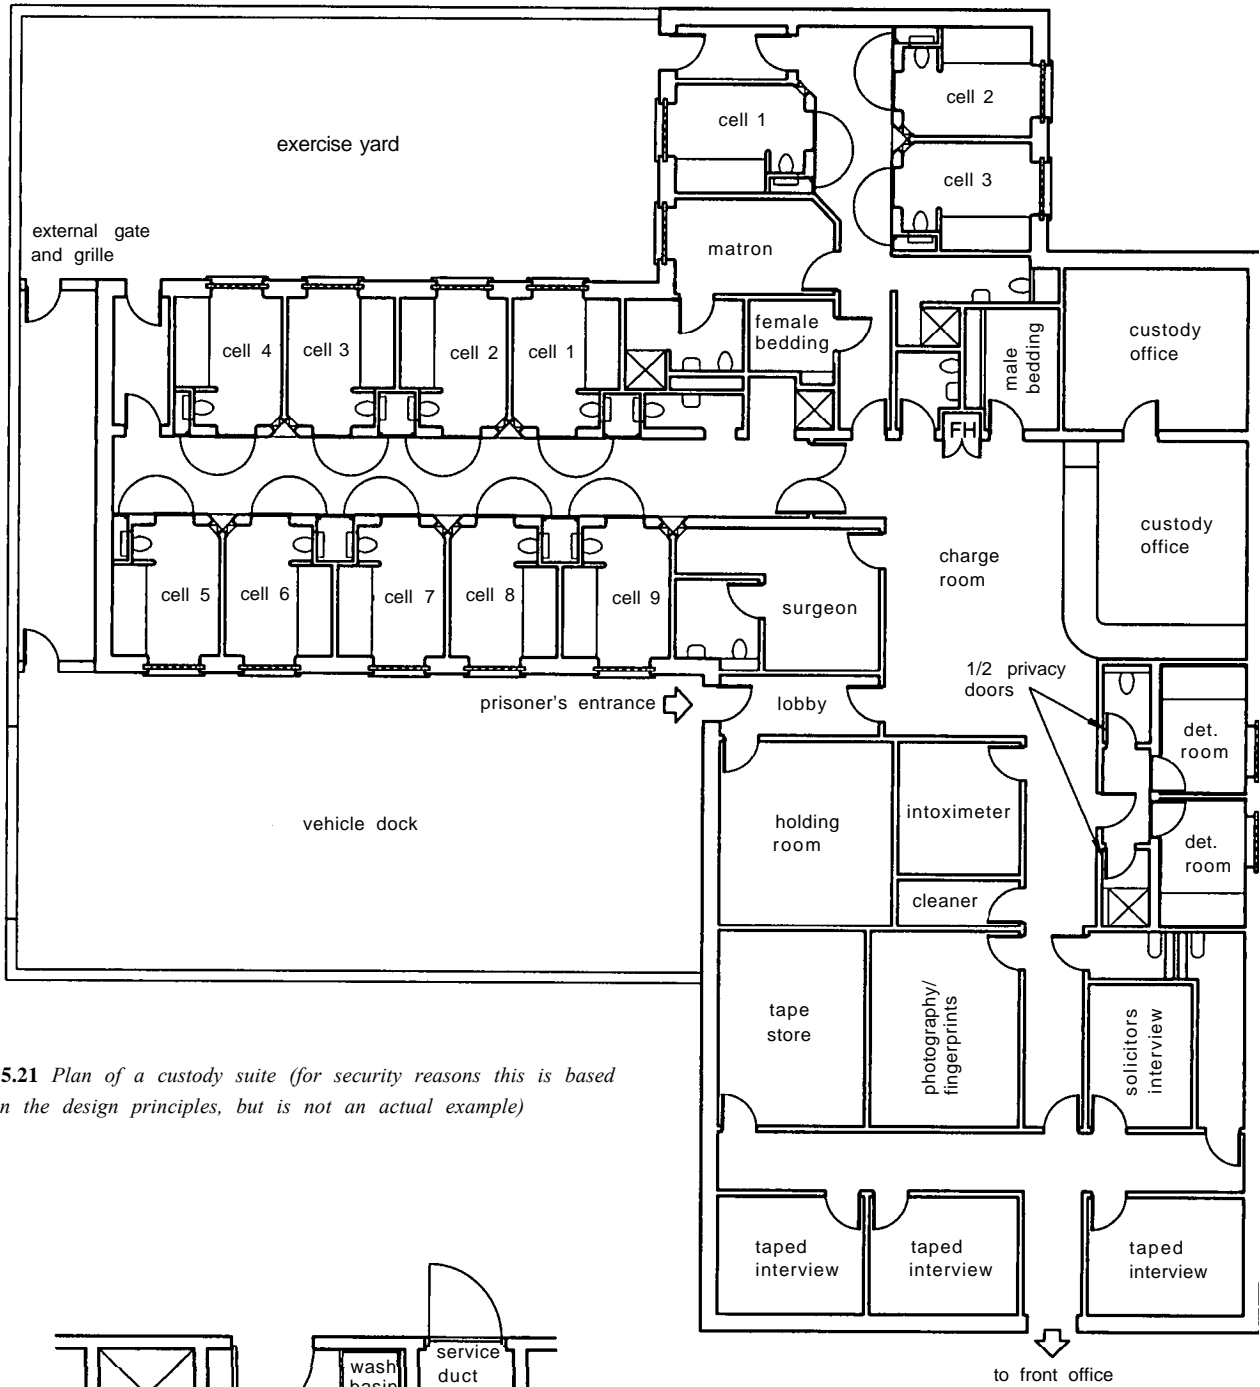 exercise yard
cell 1
cell 2
cell 3
matron
external gate
and grille
cell 4
cell 3
cell 2
cell 1
female
bedding
male
bedding
custody
office
FH
custody
office
charge
room
cell 5
cell 6
cell 7
cell 8
cell 9
surgeon
1/2 privacy
doors
prisoner's entrance
lobby
det.
room
vehicle dock
holding
room
intoximeter
det.
room
cleaner
tape
store
photography/
fingerprints
solicitors
interview
5.21 Plan of a custody suite (for security reasons this is based
n the design principles, but is not an actual example)
taped
interview
taped
interview
taped
interview
to front office
wash
basin
service
duct